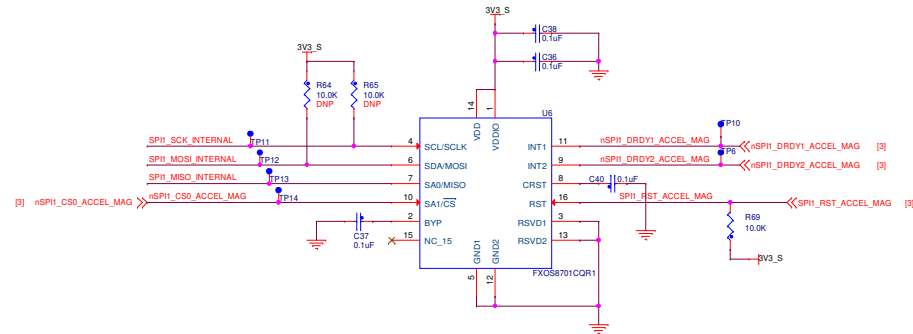 3V3_S
C38
0.1uF
3V3_S
C36
0.1uF
R64
10.0K
DNP
R65
10.0K
DNP
14
1
U6
VDD
VDDIO
TP10
SPI1_SCK_INTERNAL
TP11
4
SCL/SCLK
INT1
11
nSPI1_DRDY1_ACCEL_MAG
nSPI1_DRDY1_ACCEL_MAG [3]
TP6
SPI1_MOSI_INTERNAL
TP12
6
SDA/MOSI
INT2
9
nSPI1_DRDY2_ACCEL_MAG
nSPI1_DRDY2_ACCEL_MAG [3]
SPI1_MISO_INTERNAL
TP13
7
SA0/MISO
CRST
8
C40
0.1uF
[3] nSPI1_CS0_ACCEL_MAG
nSPI1_CS0_ACCEL_MAG
TP14
10
SA1/CS
RST
16
SPI1_RST_ACCEL_MAG
SPI1_RST_ACCEL_MAG [3]
2
BYP
RSVD1
3
R69
10.0K
C37
0.1uF
15
NC_15
RSVD2
13
GND1
GND2
3V3_S
5
12
FXOS8701CQR1